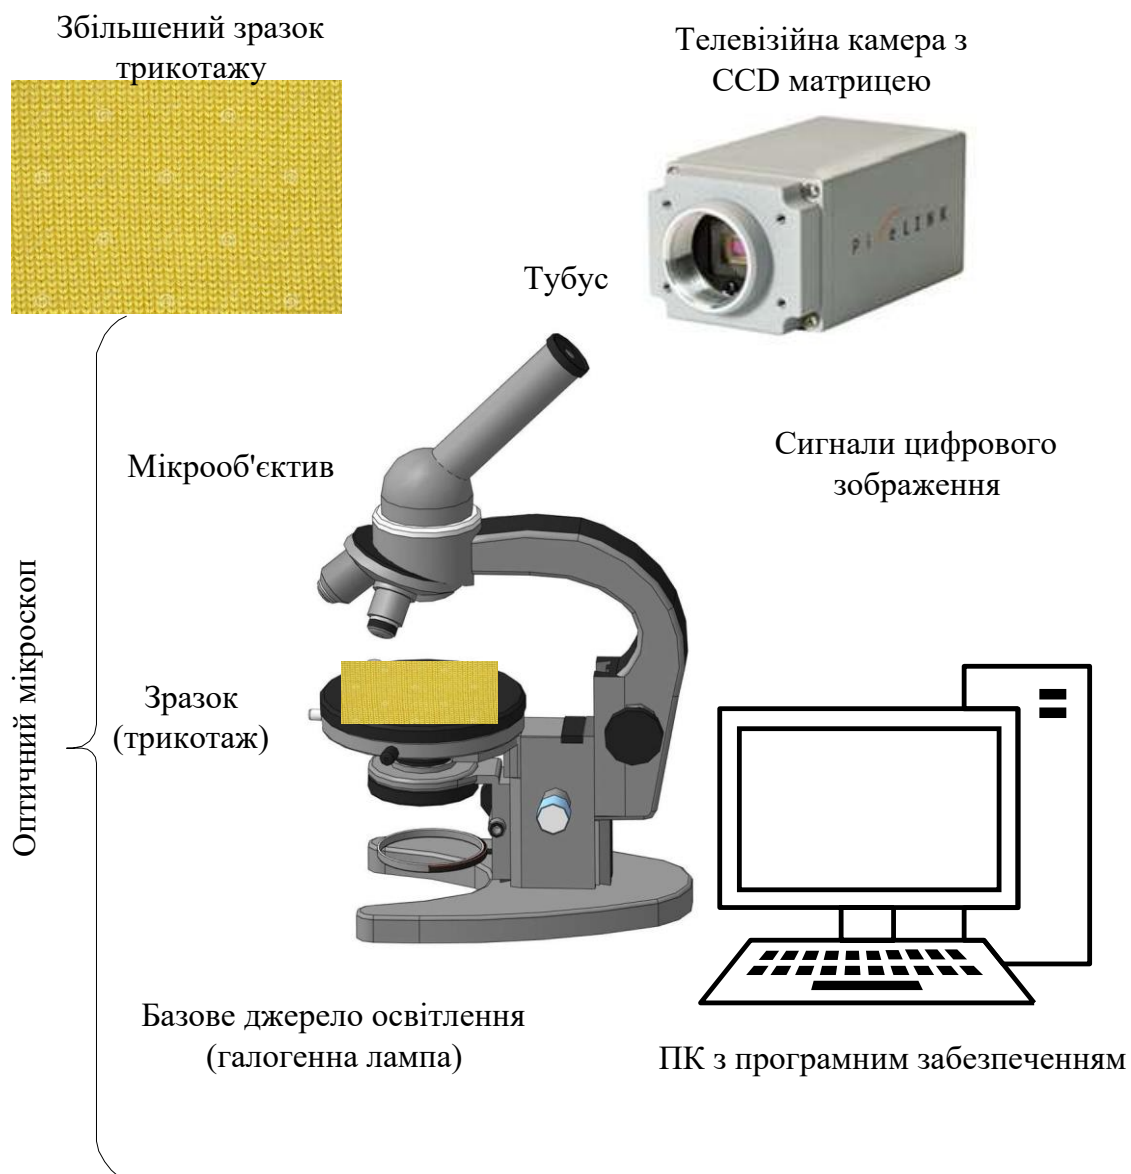 Збільшений зразок
трикотажу
Телевізійна камера з
CCD матрицею
PixeLINK
Тубус
Мікрооб'єктив
Сигнали цифрового
зображення
Оптичний мікроскоп
Зразок
(трикотаж)
Базове джерело освітлення
(галогенна лампа)
ПК з програмним забезпеченням